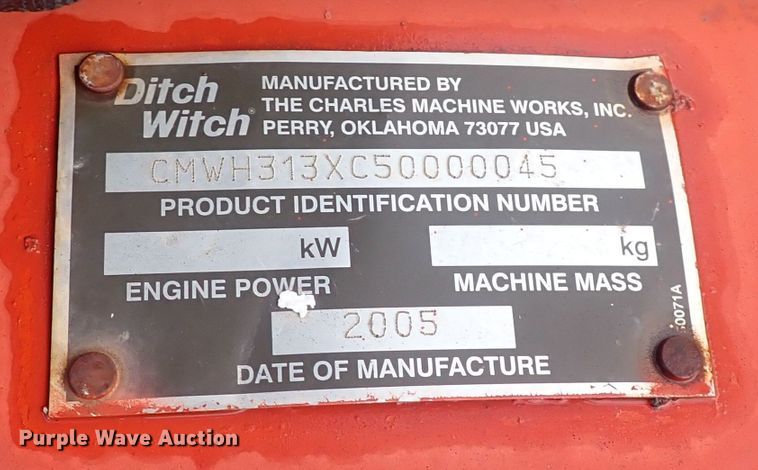 Ditch Witch®
MANUFACTURED BY
THE CHARLES MACHINE WORKS, INC.
PERRY, OKLAHOMA 73077 USA
CMWH313XC50000045
PRODUCT IDENTIFICATION NUMBER
kW
kg
ENGINE POWER
MACHINE MASS
2005
DATE OF MANUFACTURE
Purple Wave Auction